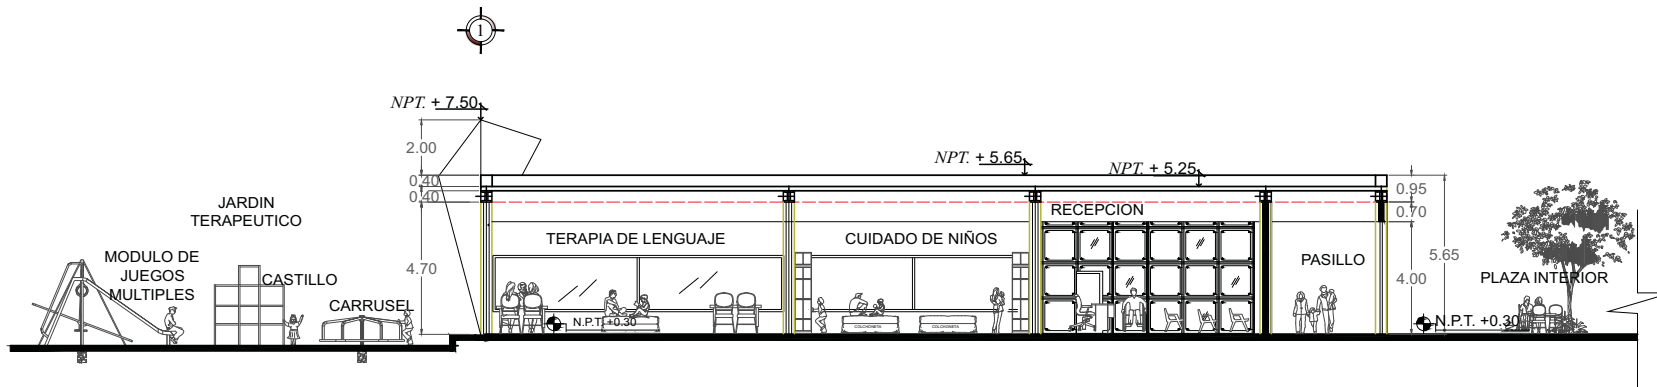 1
NPT. + 7.50
2.00
0.40
0.40
4.70
NPT. + 5.65
NPT. + 5.25
0.95
0.70
5.65
4.00
JARDIN
TERAPEUTICO
MODULO DE
JUEGOS
MULTIPLES
CASTILLO
CARRUSEL
TERAPIA DE LENGUAJE
CUIDADO DE NIÑOS
RECEPCION
PASILLO
PLAZA INTERIOR
N.P.T. +0.30
COLCHONETA
COLCHONETA
N.P.T. +0.30